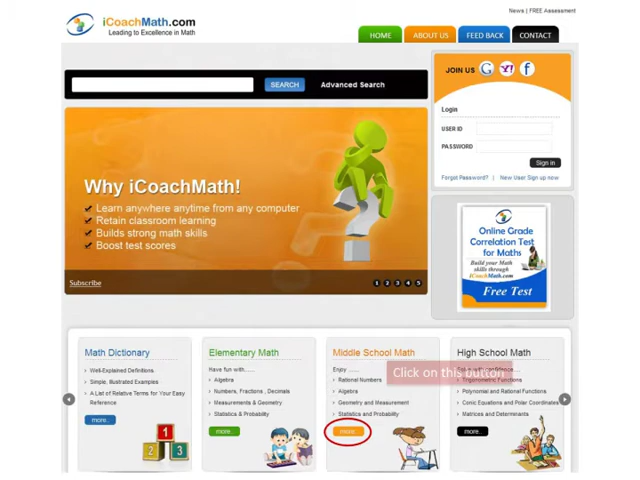 News | FREE Assessment
iCoachMath.com
Leading to Excellence in Math
HOME
ABOUT US
FEED BACK
CONTACT
SEARCH
Advanced Search
JOIN US
G
Y!
f
Login
USER ID
PASSWORD
Sign in
Forget Password? | New User Sign up now
Why iCoachMath!
Learn anywhere anytime from any computer
Retain classroom learning
Builds strong math skills
Boost test scores
Subscribe
1 2 3 4 5
Online Grade
Correlation Test
for Maths
Build your Math
skills through
iCoachMath.com
Free Test
Math Dictionary
Well-Explained Definitions
Simple, Illustrated Examples
A List of Relative Terms for Your Easy
Reference
more..
1
2 3
Elementary Math
Have fun with......
Algebra
Numbers, Fractions , Decimals
Measurements & Geometry
Statistics & Probability
more..
Middle School Math
Enjoy ......
Rational Numbers
Algebra
Geometry and Measurement
Statistics and Probability
more..
Click on this button
High School Math
Trigonometric Functions
Polynomial and Rational Functions
Conic Equations and Polar Coordinates
Matrices and Determinants
more..